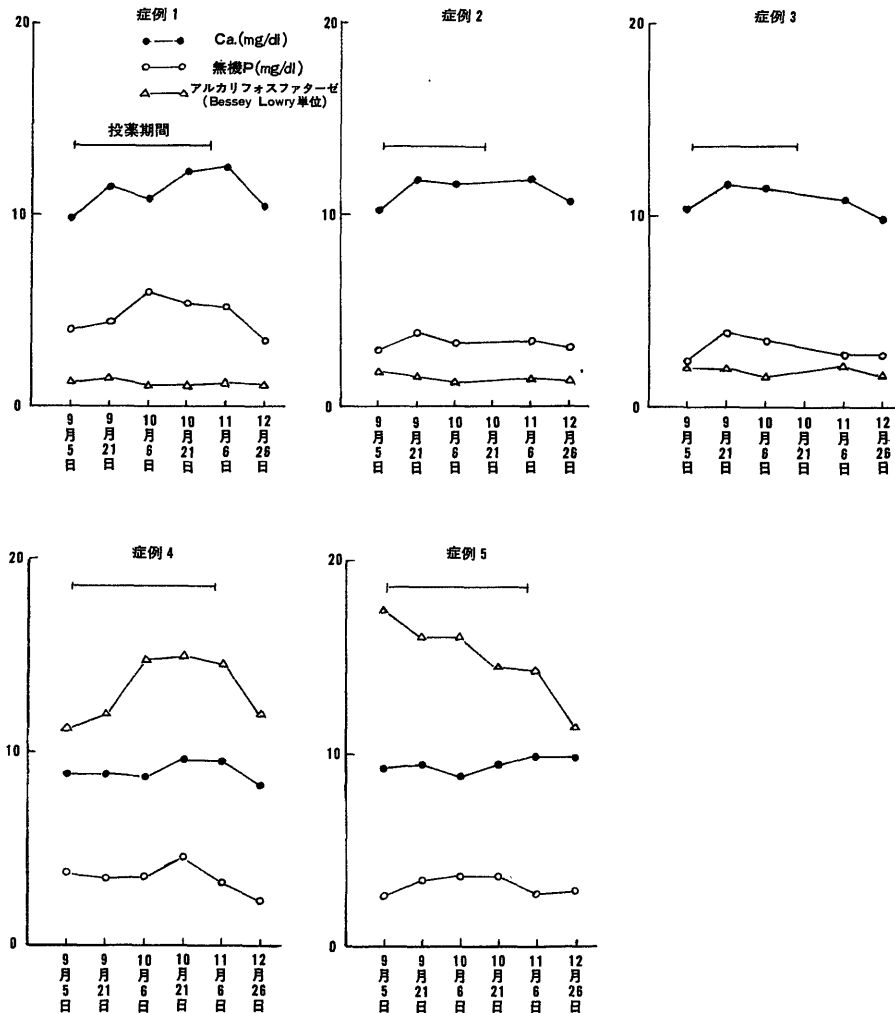 症例 1
20
10
0
Ca.(mg/dl)
無機P(mg/dl)
アルカリフォスファターゼ
(Bessey Lowry 単位)
投薬期間
9月5日
9月21日
10月6日
10月21日
11月6日
12月26日
症例 2
20
10
0
9月5日
9月21日
10月6日
10月21日
11月6日
12月26日
症例 3
20
10
0
9月5日
9月21日
10月6日
10月21日
11月6日
12月26日
症例 4
20
10
0
9月5日
9月21日
10月6日
10月21日
11月6日
12月26日
症例 5
20
10
0
9月5日
9月21日
10月6日
10月21日
11月6日
12月26日